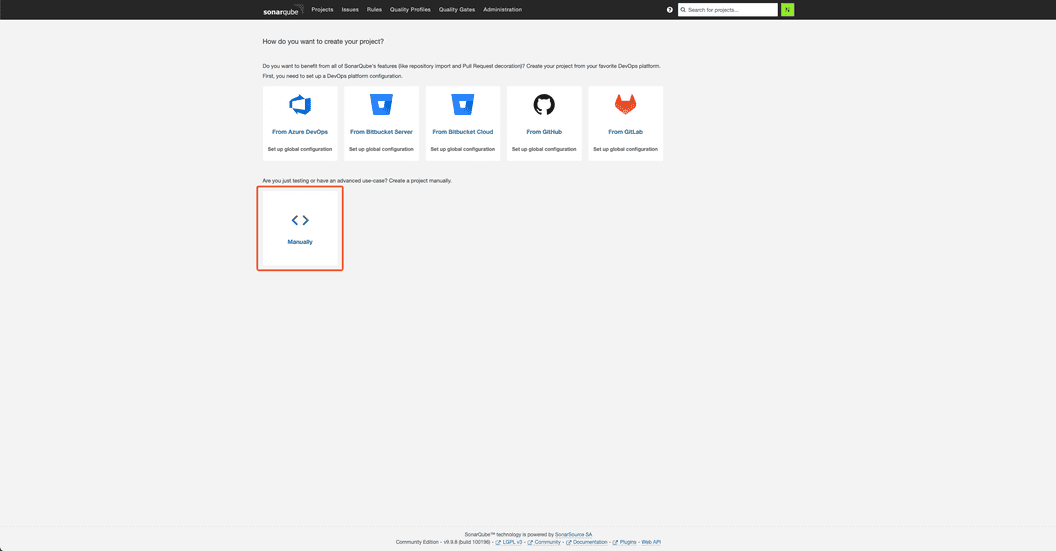 sonarqube Projects Issues Rules Quality Profiles Quality Gates Administration Search for projects...
How do you want to create your project?
Do you want to benefit from all of SonarQube's features (like repository import and Pull Request decoration)? Create your project from your favorite DevOps platform.
First, you need to set up a DevOps platform configuration.
From Azure DevOps From Bitbucket Server From Bitbucket Cloud From GitHub From GitLab
Set up global configuration Set up global configuration Set up global configuration Set up global configuration Set up global configuration
Are you just testing or have an advanced use-case? Create a project manually.
Manually
SonarQube™ technology is powered by SonarSource SA
Community Edition - v9.9.8 (build 100196) - LGPL v3 - Community - Documentation - Plugins - Web API